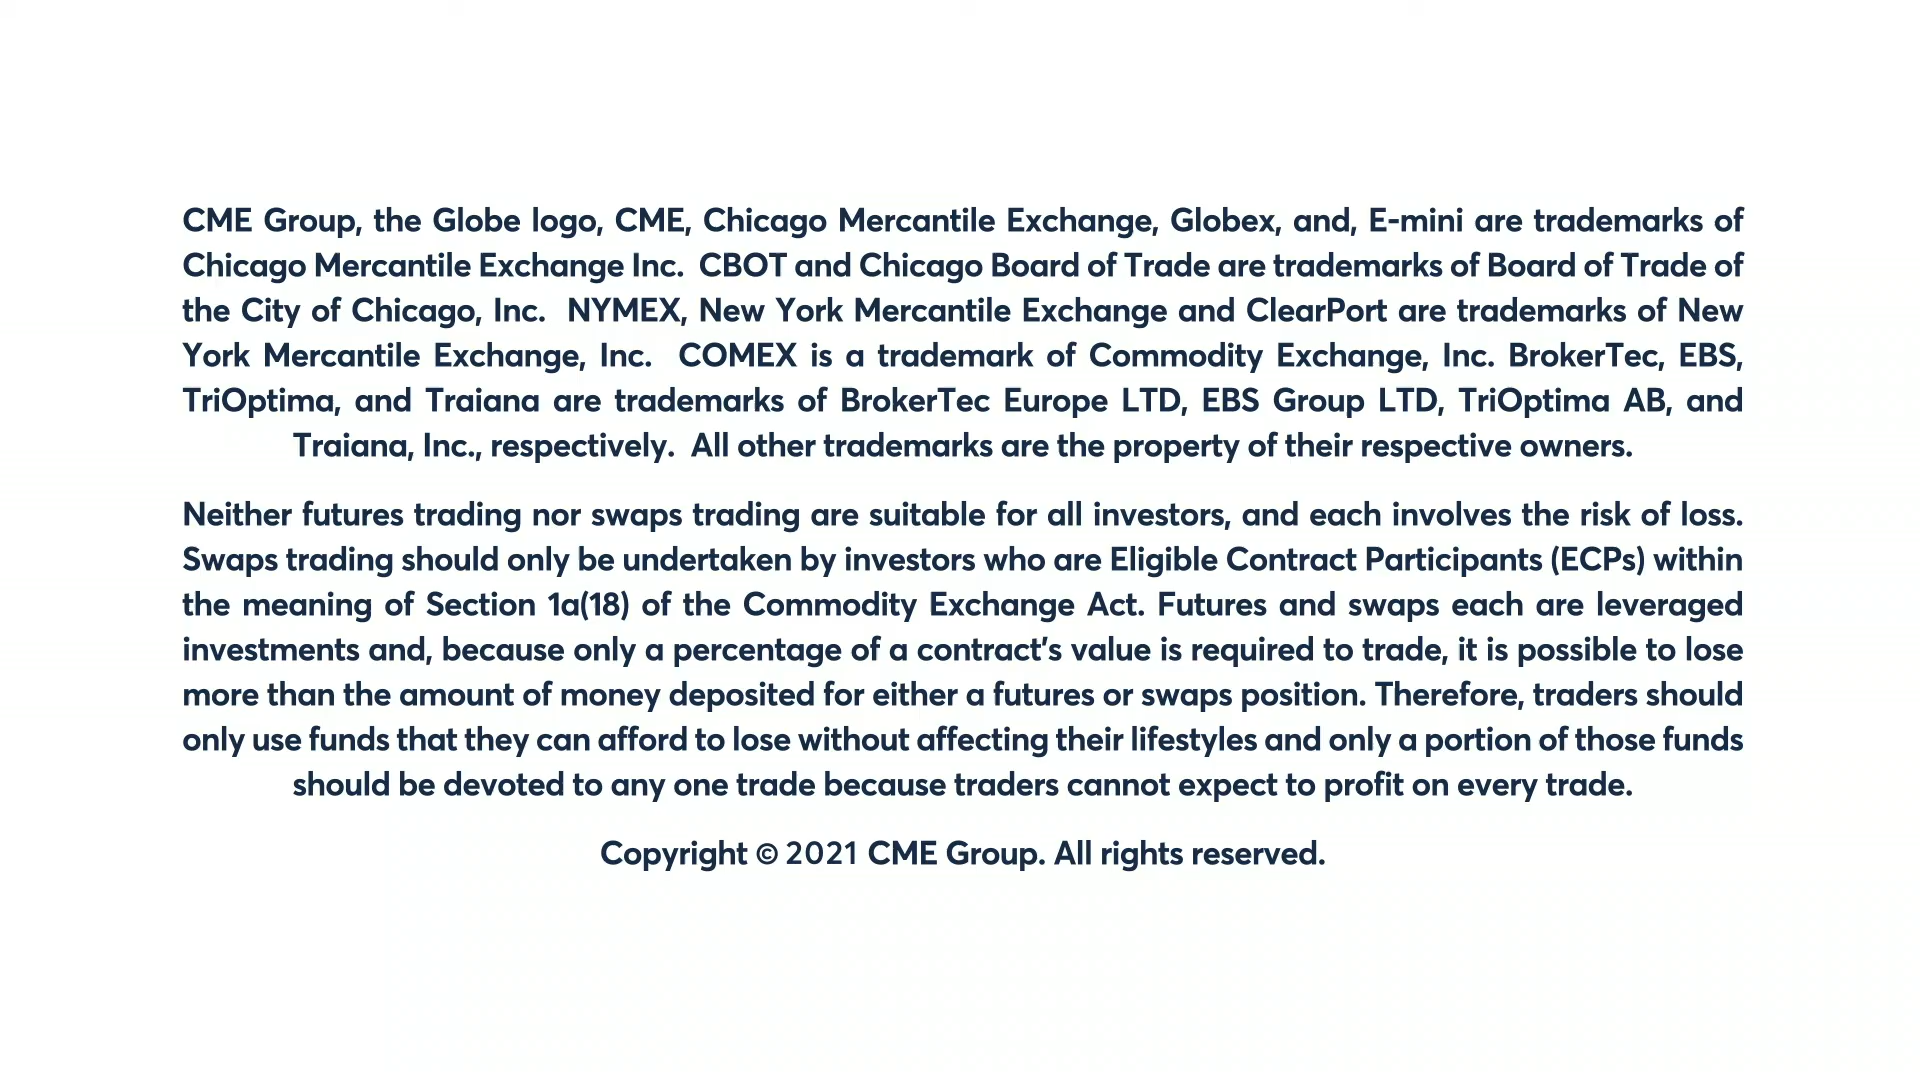 CME Group, the Globe logo, CME, Chicago Mercantile Exchange, Globex, and, E-mini are trademarks of
Chicago Mercantile Exchange Inc.  CBOT and Chicago Board of Trade are trademarks of Board of Trade of
the City of Chicago, Inc.  NYMEX, New York Mercantile Exchange and ClearPort are trademarks of New
York Mercantile Exchange, Inc.  COMEX is a trademark of Commodity Exchange, Inc. BrokerTec, EBS,
TriOptima, and Traiana are trademarks of BrokerTec Europe LTD, EBS Group LTD, TriOptima AB, and
Traiana, Inc., respectively.  All other trademarks are the property of their respective owners.
Neither futures trading nor swaps trading are suitable for all investors, and each involves the risk of loss.
Swaps trading should only be undertaken by investors who are Eligible Contract Participants (ECPs) within
the meaning of Section 1a(18) of the Commodity Exchange Act. Futures and swaps each are leveraged
investments and, because only a percentage of a contract's value is required to trade, it is possible to lose
more than the amount of money deposited for either a futures or swaps position. Therefore, traders should
only use funds that they can afford to lose without affecting their lifestyles and only a portion of those funds
should be devoted to any one trade because traders cannot expect to profit on every trade.
Copyright © 2021 CME Group. All rights reserved.